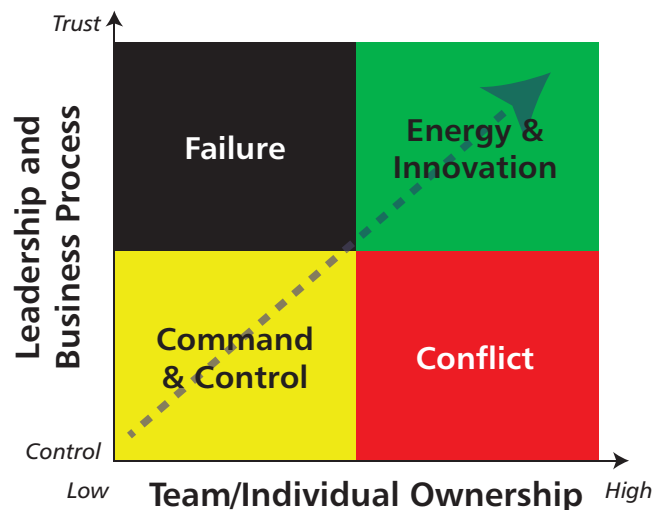 Trust
Leadership and
Business Process
Failure
Energy &
Innovation
Command
& Control
Conflict
Control
Low
Team/Individual Ownership
High